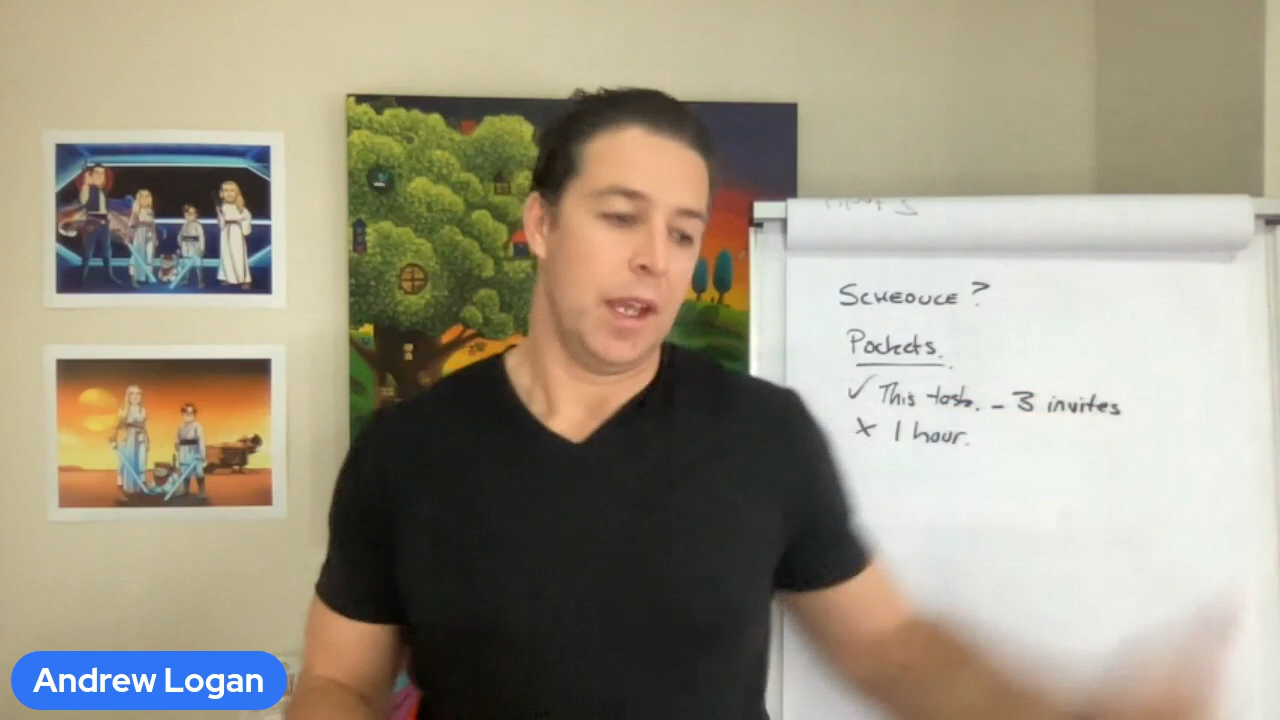 SCHEDULE?
Pockets.
✓ This task. - 3 invites
✗ 1 hour.
Andrew Logan